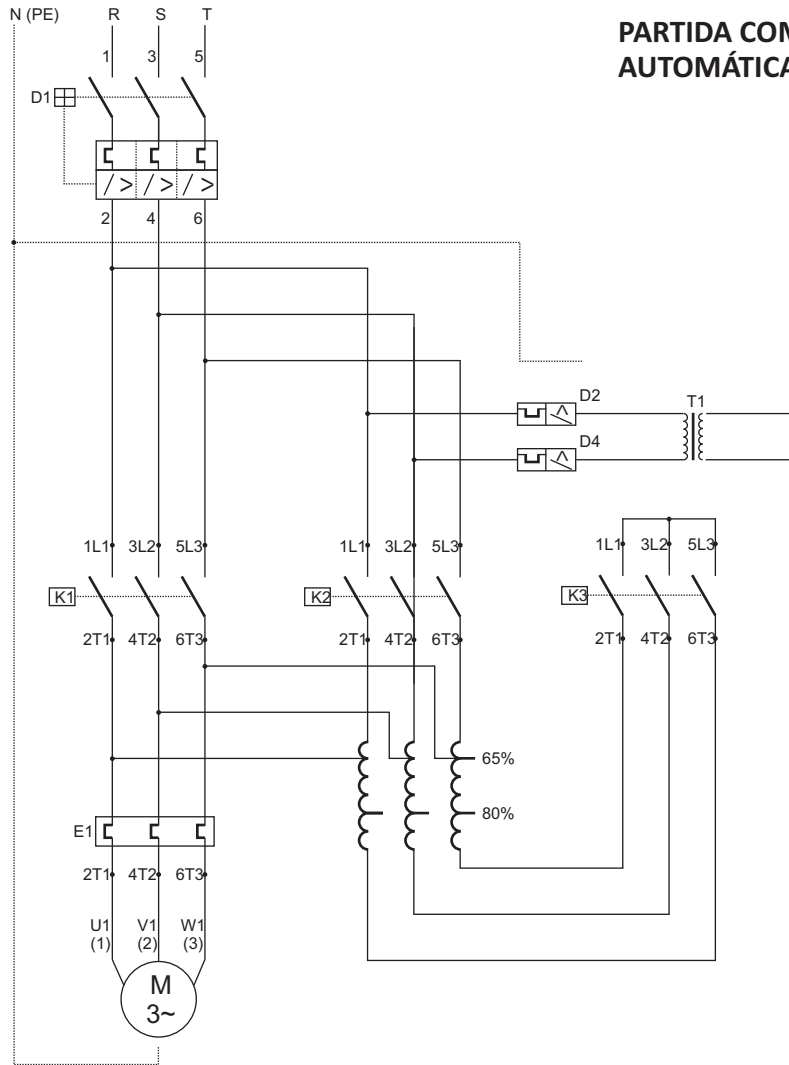 N (PE) R S T
PARTIDA COM
AUTOMÁTICA
1 3 5
D1
2 4 6
D2 T1
D4
1L1 3L2 5L3 1L1 3L2 5L3 1L1 3L2 5L3
K1 K2 K3
2T1 4T2 6T3 2T1 4T2 6T3 2T1 4T2 6T3
65%
80%
E1
2T1 4T2 6T3
U1 V1 W1
(1) (2) (3)
M
3~